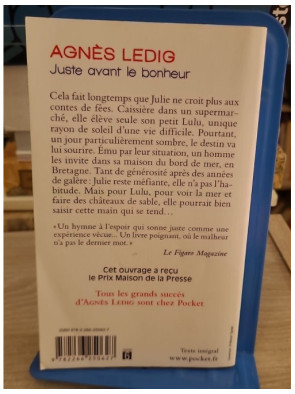 AGNÈS LEDIG
Juste avant le bonheur
Cela fait longtemps que Julie ne croit plus aux
contes de fées. Caissière dans un supermar-
ché, elle élève seule son petit Lulu, unique
rayon de soleil d'une vie difficile. Pourtant,
un jour particulièrement sombre, le destin va
lui sourire. Ému par leur situation, un homme
les invite dans sa maison du bord de mer, en
Bretagne. Tant de générosité après des années
de galère : Julie reste méfiante, elle n'a pas l'ha-
bitude. Mais pour Lulu, pour voir la mer et
faire des châteaux de sable, elle pourrait bien
saisir cette main qui se tend…
« Un hymne à l'espoir qui sonne juste comme une
expérience vécue... Un livre poignant, où le malheur
n'a pas le dernier mot. »
Le Figaro Magazine
Cet ouvrage a reçu
le Prix Maison de la Presse
Tous les grands succès
d'AGNÈS LEDIG sont chez Pocket
Texte intégral
www.pocket.fr